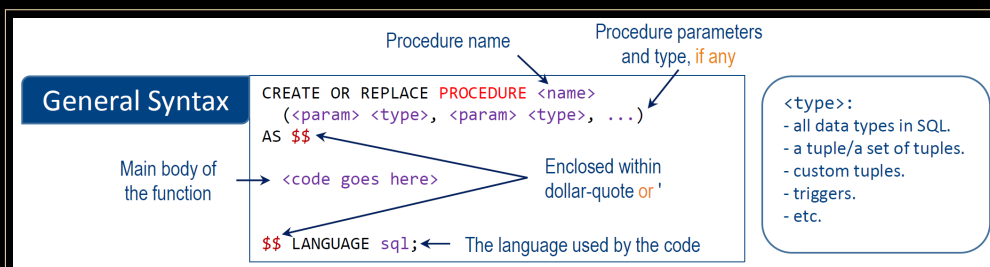 Procedure name
Procedure parameters
and type, if any
General Syntax
CREATE OR REPLACE PROCEDURE <name>
(<param> <type>, <param> <type>, ...)
AS $$
Main body of
the function
<code goes here>
Enclosed within
dollar-quote or '
$$ LANGUAGE sql;
The language used by the code
<type>:
- all data types in SQL.
- a tuple/a set of tuples.
- custom tuples.
- triggers.
- etc.